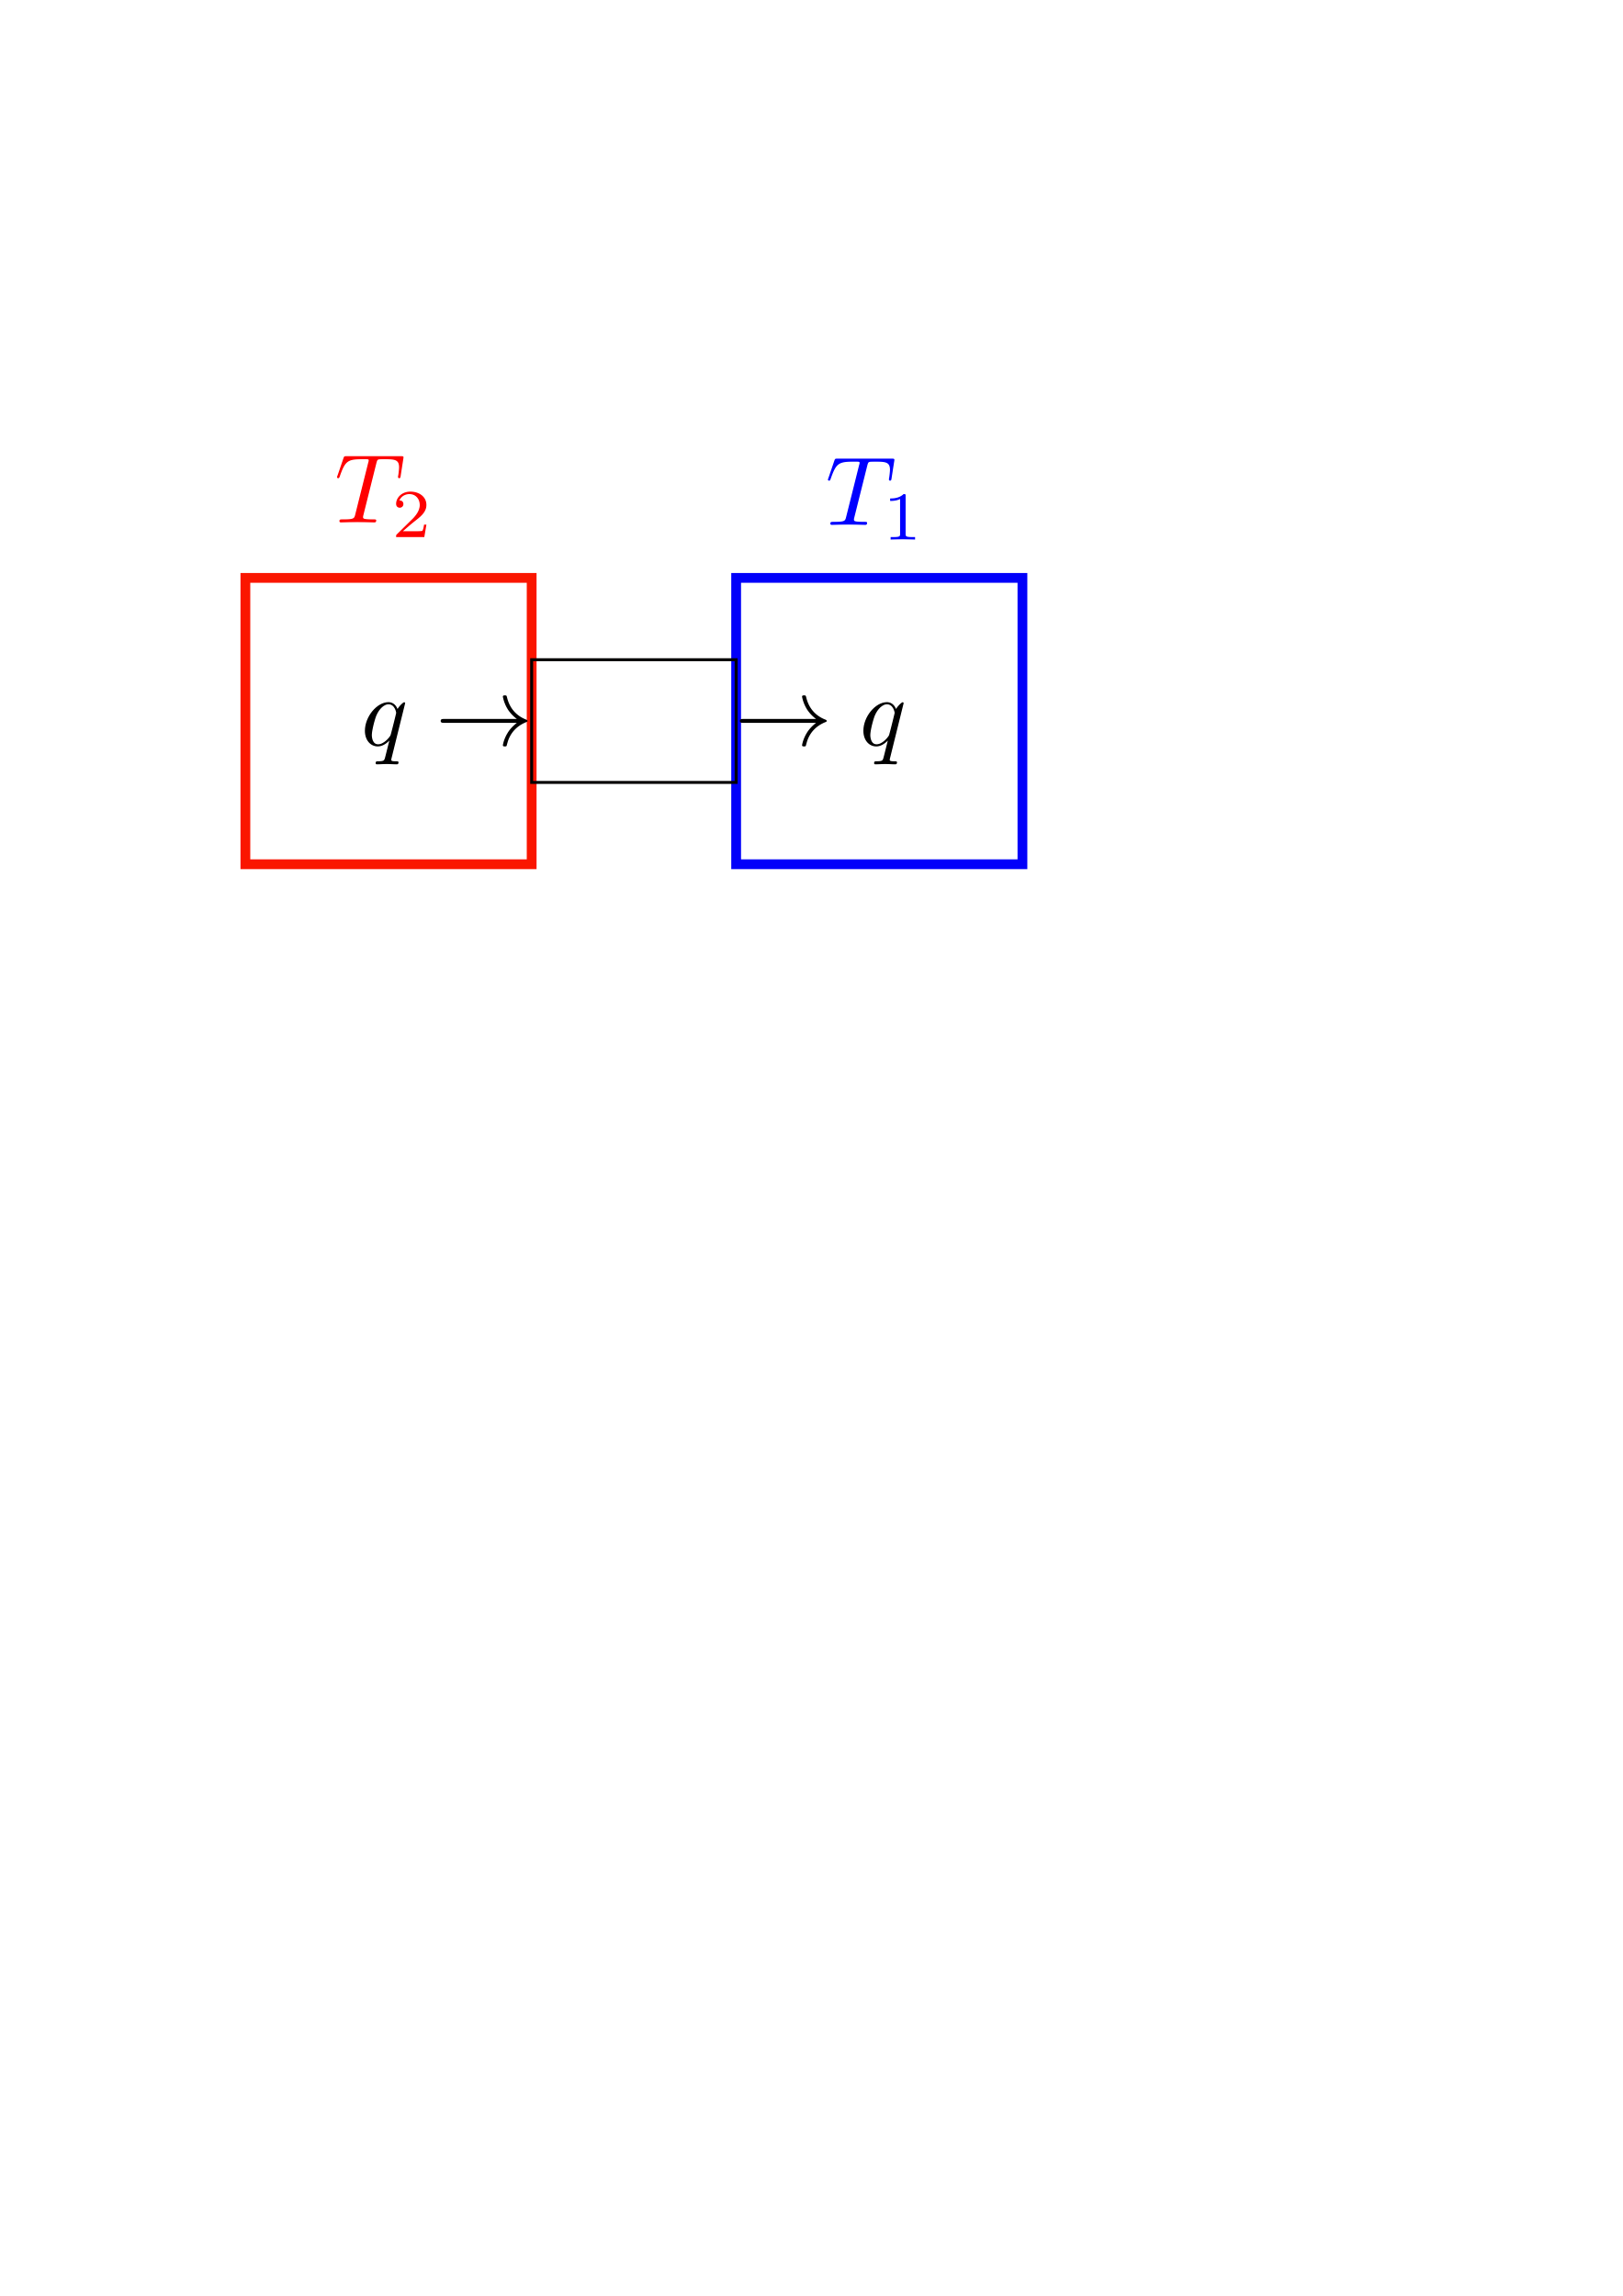 T₂ T₁
q → → q